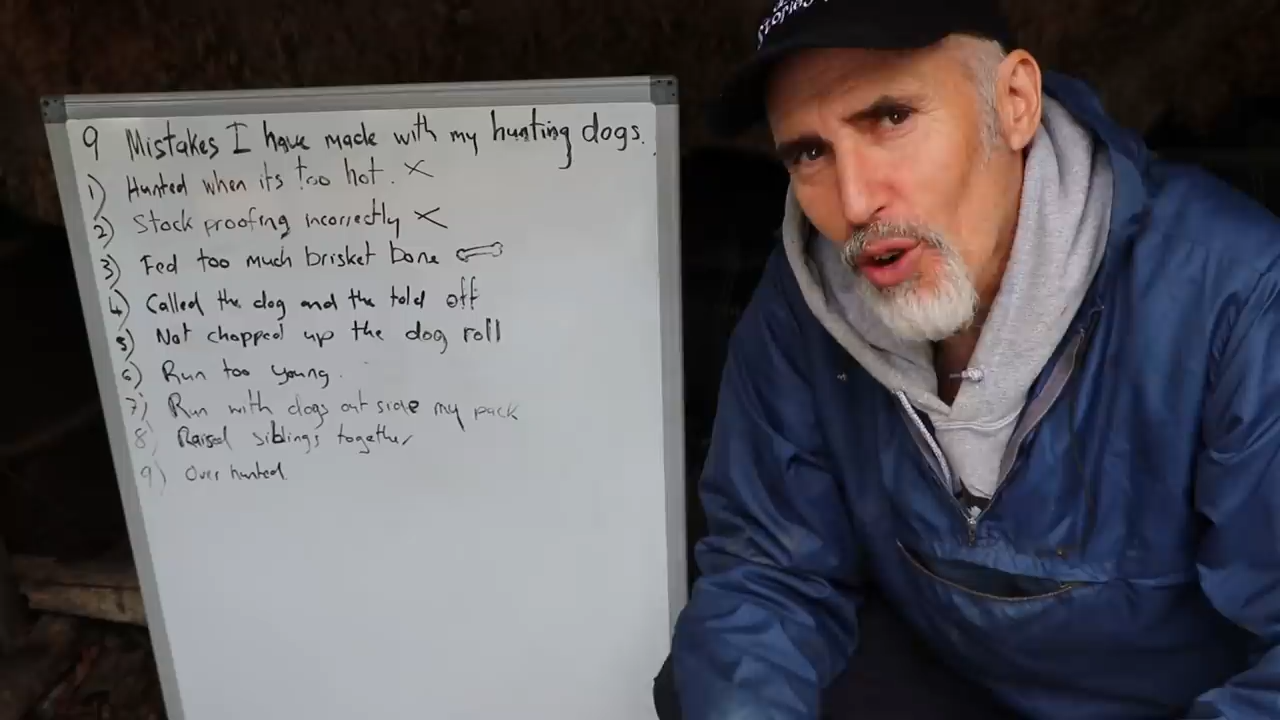 Stories
9 Mistakes I have made with my hunting dogs.
1) Hunted when its too hot. X
2) Stock proofing incorrectly X
3) Fed too much brisket bone
4) Called the dog and the told off
5) Not chopped up the dog roll
6) Run too young.
7) Run with dogs out side my pack
8) Raised siblings together
9) Over hunted.